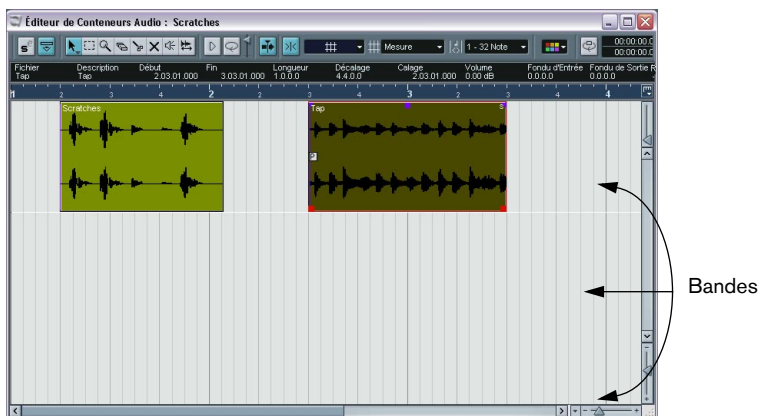 Éditeur de Conteneurs Audio : Scratches
Mesure 1 - 32 Note 00:00:00.0
00:00:00.0
Fichier Description Début Fin Longueur Décalage Calage Volume Fondu d'Entrée Fondu de Sortie R
Tap Tap 2.03.01.000 3.03.01.000 1.0.0.0 4.4.0.0 2.03.01.000 0.00 dB 0.0.0.0 0.0.0.0
1 2 3 4 2 2 3 4 3 2 3 4 4
Scratches Tap S
P
Bandes